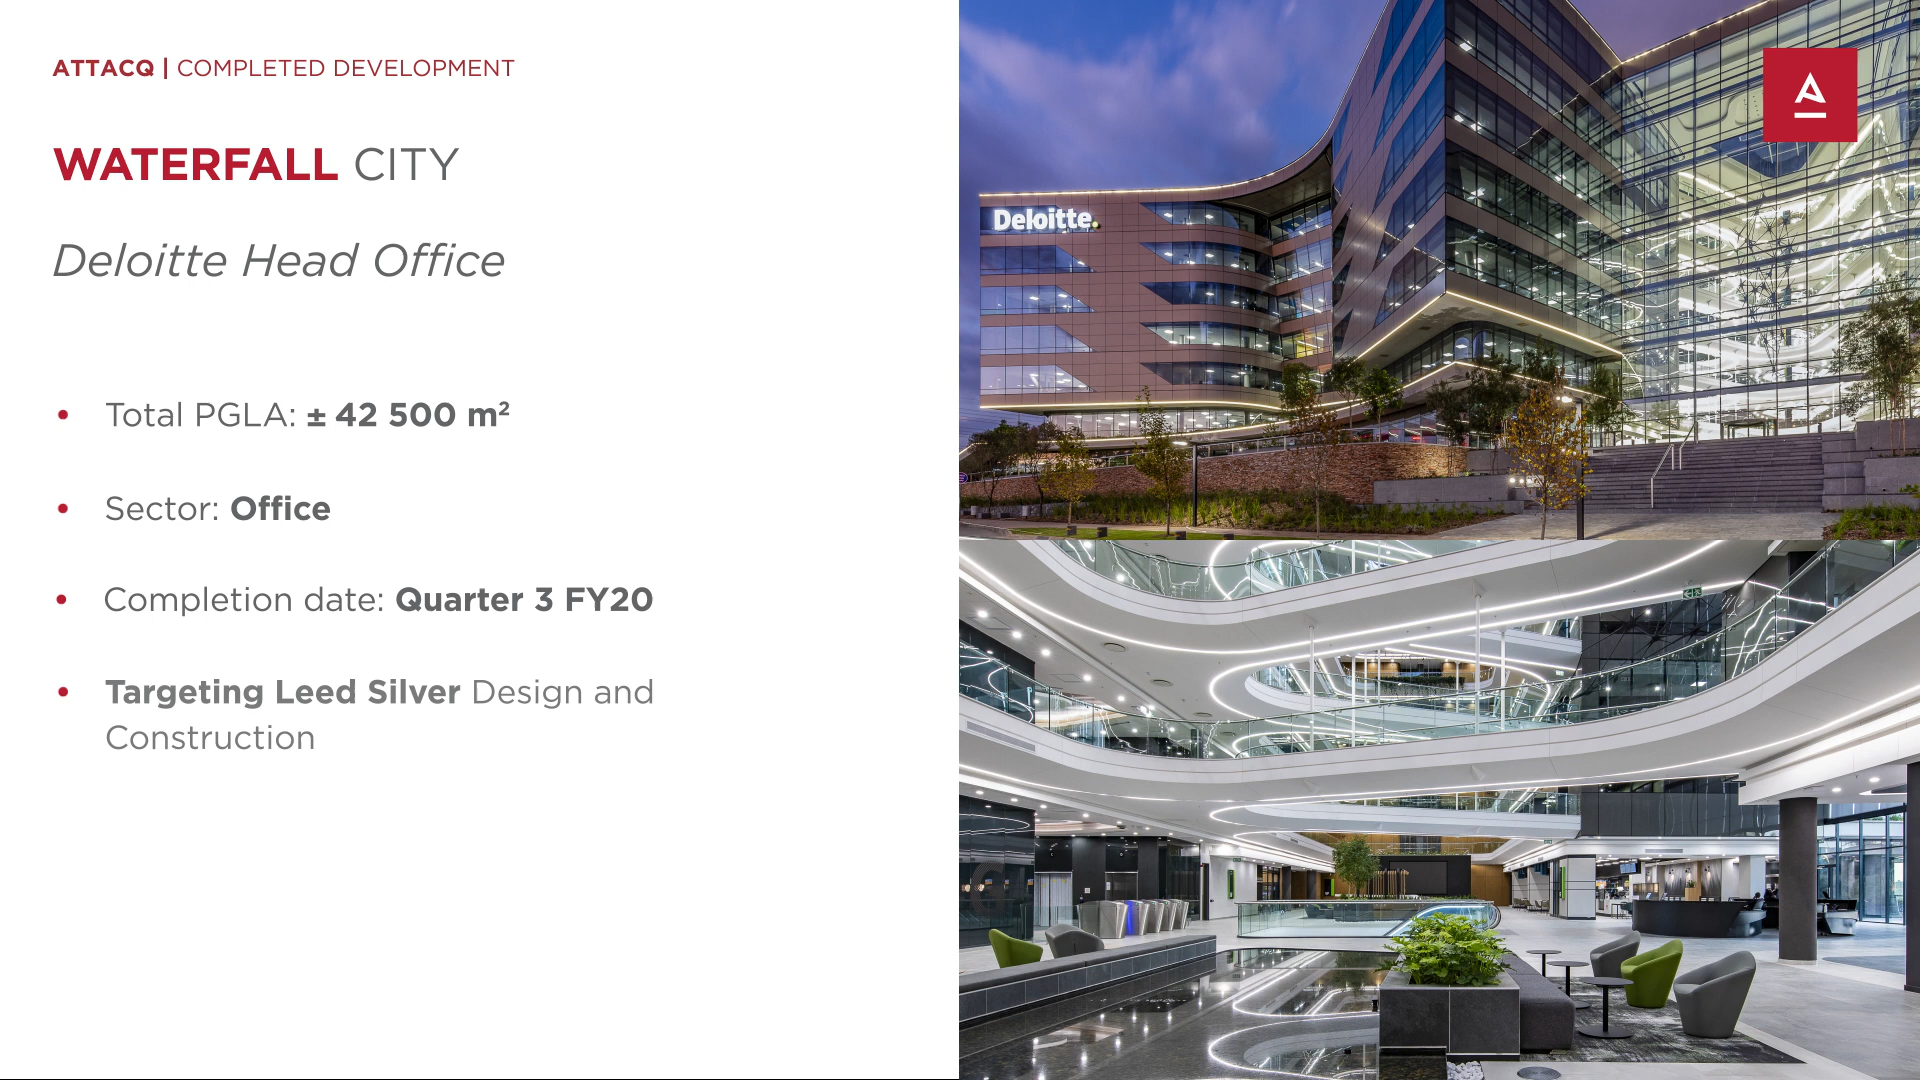 ATTACQ | COMPLETED DEVELOPMENT
WATERFALL CITY
Deloitte Head Office
• Total PGLA: ± 42 500 m²
• Sector: Office
• Completion date: Quarter 3 FY20
• Targeting Leed Silver Design and
Construction
Deloitte.